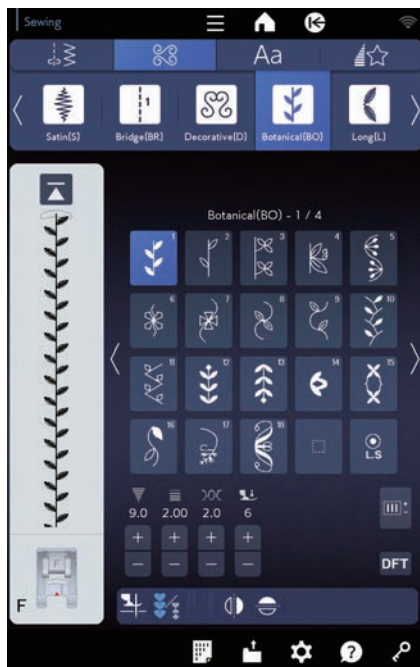 Sewing
Aa
1
Satin(S) Bridge(BR) Decorative(D) Botanical(BO) Long(L)
Botanical(BO) - 1 / 4
1 2 3 4 5
6 7 8 9 10
11 12 13 14 15
16 17 18
L.S
9.0 2.00 2.0 6
+ + + +
− − − −
DFT
F
F
?